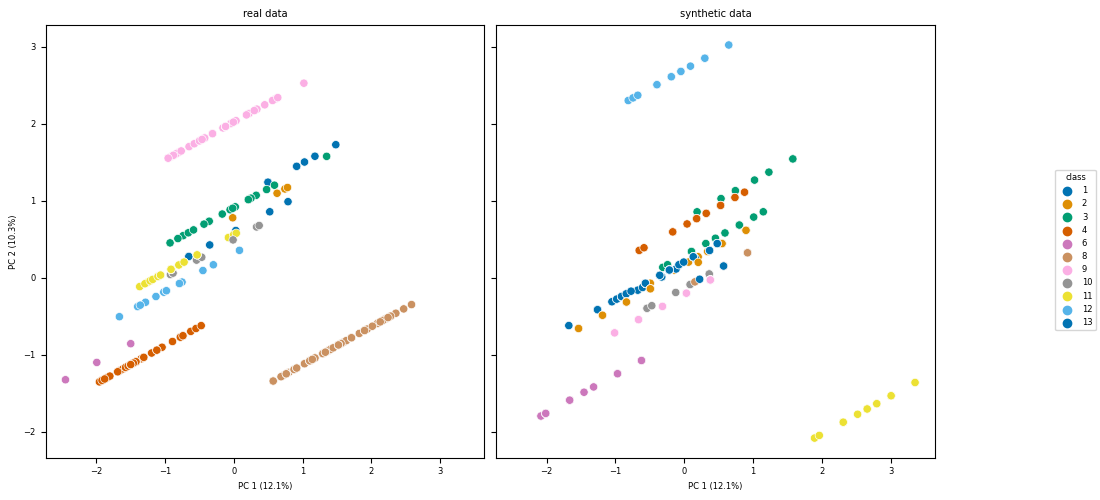 real data
synthetic data
3
2
1
0
−1
−2
PC 2 (10.3%)
−2 −1 0 1 2 3
−2 −1 0 1 2 3
PC 1 (12.1%)
PC 1 (12.1%)
class
1
2
3
4
6
8
9
10
11
12
13